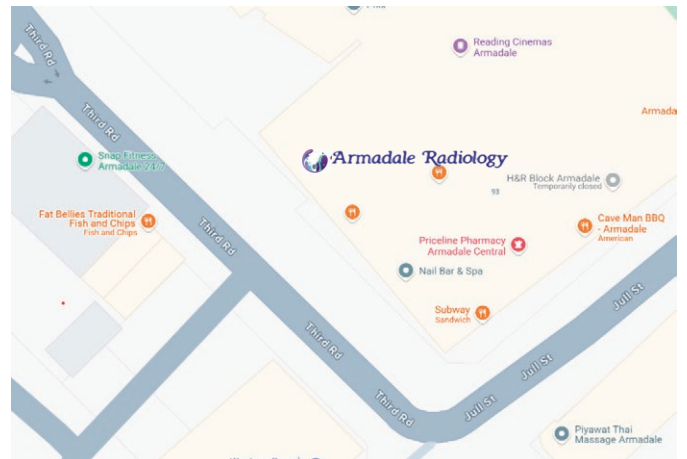 Third Rd
Reading Cinemas
Armadale
Third Rd
Armada
Snap Fitness
Armadale 24/7
Armadale Radiology
H&R Block Armadale
Temporarily closed
93
Fat Bellies Traditional
Fish and Chips
Fish and Chips
Third Rd
Cave Man BBQ
- Armadale
American
Priceline Pharmacy
Armadale Central
Nail Bar & Spa
Jull St
Subway
Sandwich
Third Rd
Jull St
Third Rd
Jull St
Piyawat Thai
Massage Armadale